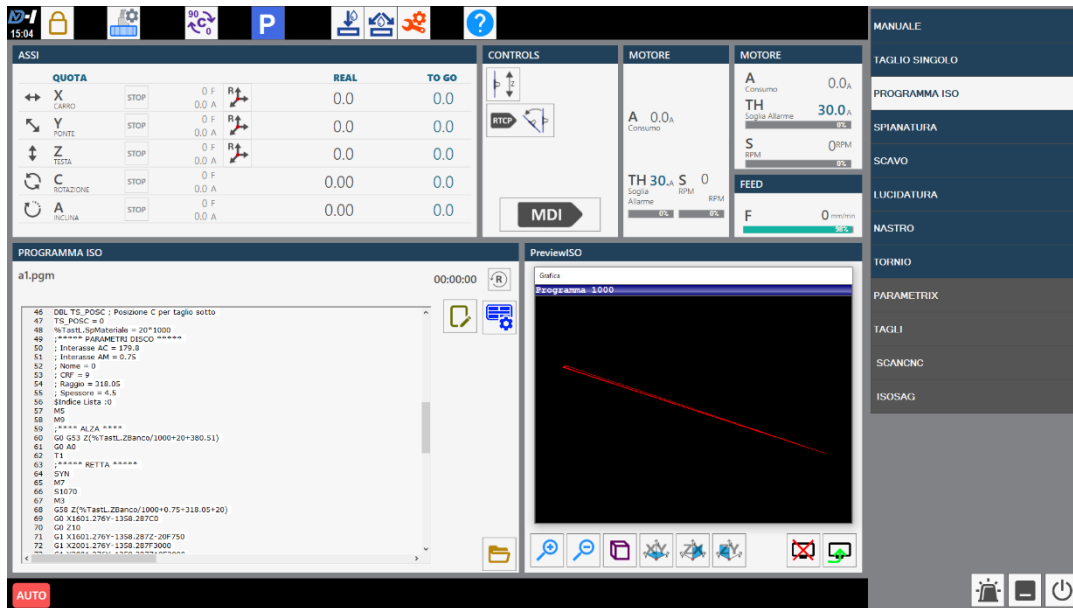 15:04
90
C
0
P
?
ASSI
QUOTA REAL TO GO
X CARRO STOP 0 F 0.0 A R 0.0 0.0
Y PONTE STOP 0 F 0.0 A R 0.0 0.0
Z TESTA STOP 0 F 0.0 A R 0.0 0.0
C ROTAZIONE STOP 0 F 0.0 A 0.00 0.0
A INCLINA STOP 0 F 0.0 A 0.00 0.0
CONTROLS
Z
RTCP
MDI
MOTORE
A 0.0A
Consumo
TH 30.A S 0
Soglia Allarme RPM RPM
0% 0%
MOTORE
A Consumo 0.0A
TH Soglia Allarme 30.0 A
0%
S RPM 0RPM
0%
FEED
F 0 mm/min
98%
PROGRAMMA ISO
a1.pgm 00:00:00 R
46 DBL TS_POSC ; Posizione C per taglio sotto
47 TS_POSC = 0
48 %TastL.SpMateriale = 20*1000
49 ;***** PARAMETRI DISCO *****
50 ; Interasse AC = 179.8
51 ; Interasse AM = 0.75
52 ; Nome = 0
53 ; CRF = 9
54 ; Raggio = 318.05
55 ; Spessore = 4.5
56 $Indice Lista :0
57 M5
58 M9
59 ;**** ALZA ****
60 G0 G53 Z(%TastL.ZBanco/1000+20+380.51)
61 G0 A0
62 T1
63 ;***** RETTA *****
64 SYN
65 M7
66 S1070
67 M3
68 G58 Z(%TastL.ZBanco/1000+0.75+318.05+20)
69 G0 X1601.276Y-1358.287C0
70 G0 Z10
71 G1 X1601.276Y-1358.287Z-20F750
72 G1 X2001.276Y-1358.287F3000
PreviewISO
Grafica
Programma 1000
MANUALE
TAGLIO SINGOLO
PROGRAMMA ISO
SPIANATURA
SCAVO
LUCIDATURA
NASTRO
TORNIO
PARAMETRIX
TAGLI
SCANCNC
ISOSAG
AUTO